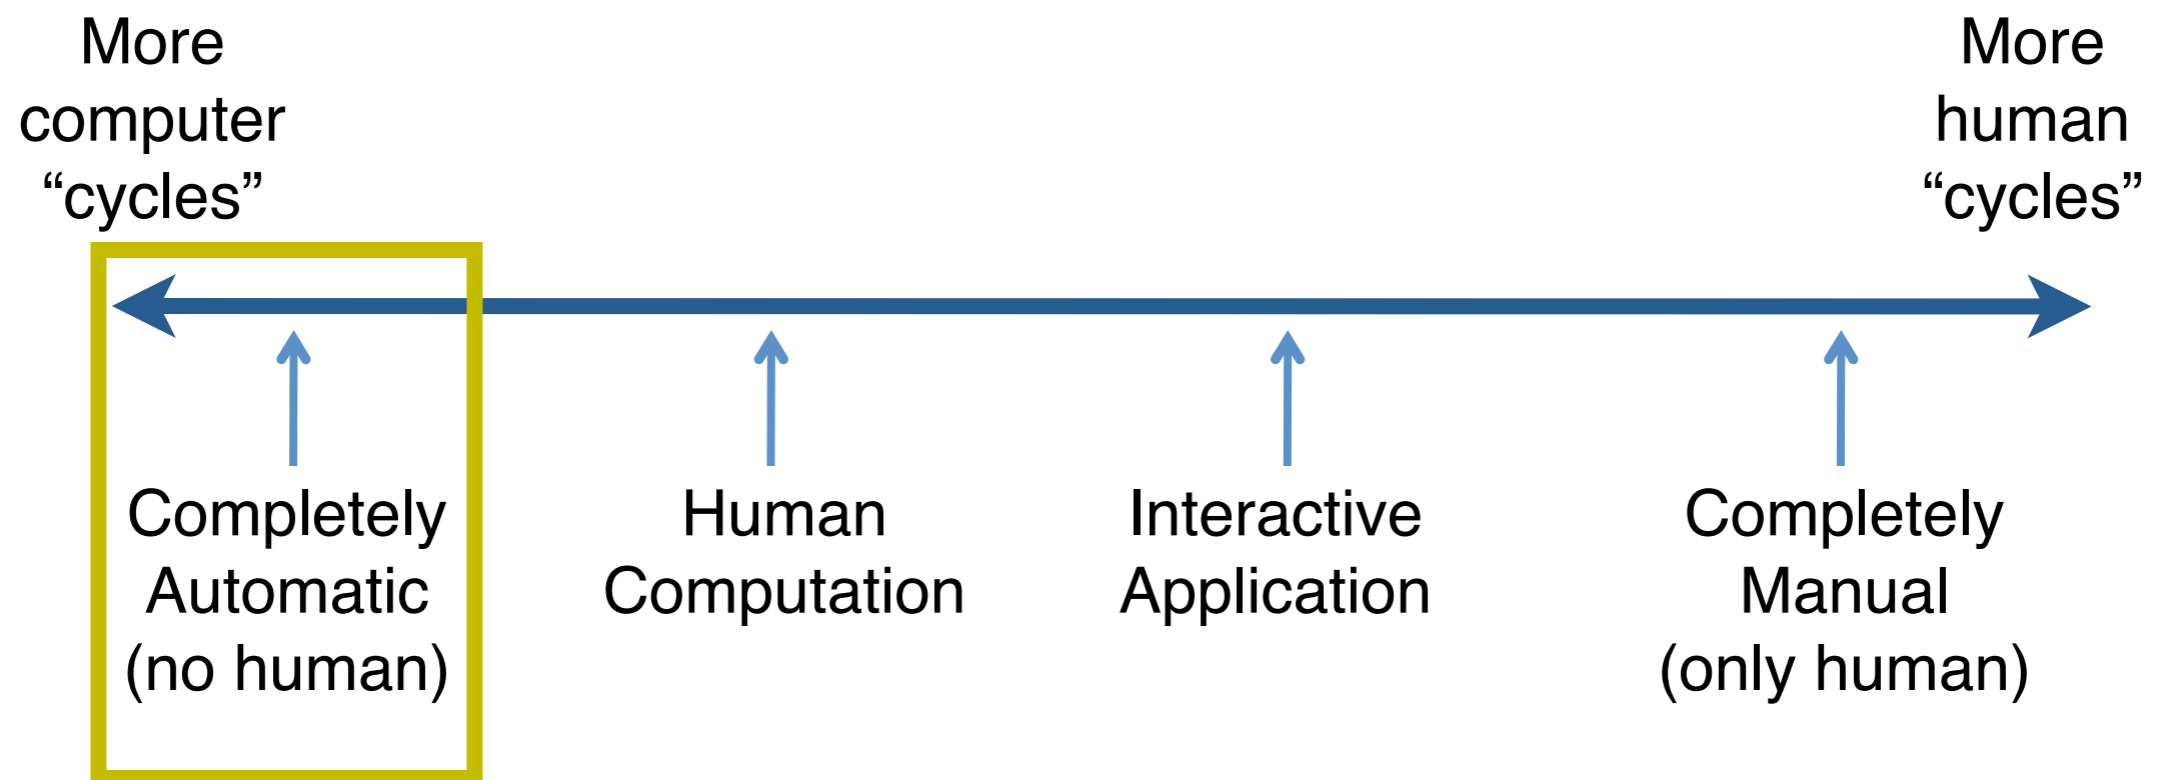 More
computer
“cycles”
More
human
“cycles”
Completely
Automatic
(no human)
Human
Computation
Interactive
Application
Completely
Manual
(only human)